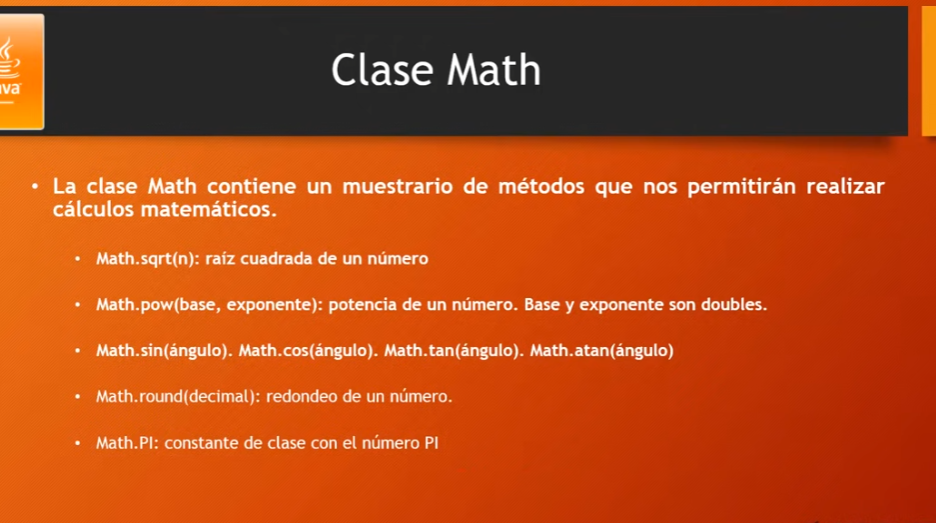 Clase Math
ava
• La clase Math contiene un muestrario de métodos que nos permitirán realizar
cálculos matemáticos.
• Math.sqrt(n): raíz cuadrada de un número
• Math.pow(base, exponente): potencia de un número. Base y exponente son doubles.
• Math.sin(ángulo). Math.cos(ángulo). Math.tan(ángulo). Math.atan(ángulo)
• Math.round(decimal): redondeo de un número.
• Math.PI: constante de clase con el número PI